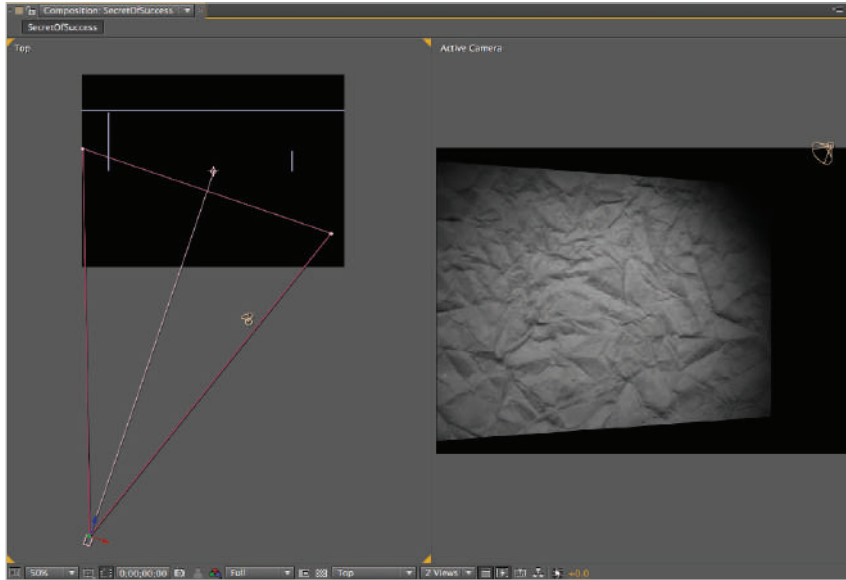 Composition: SecretOfSuccess
SecretOfSuccess
Top
Active Camera
50%
0;00;00;00
Full
Top
2 Views
+0.0